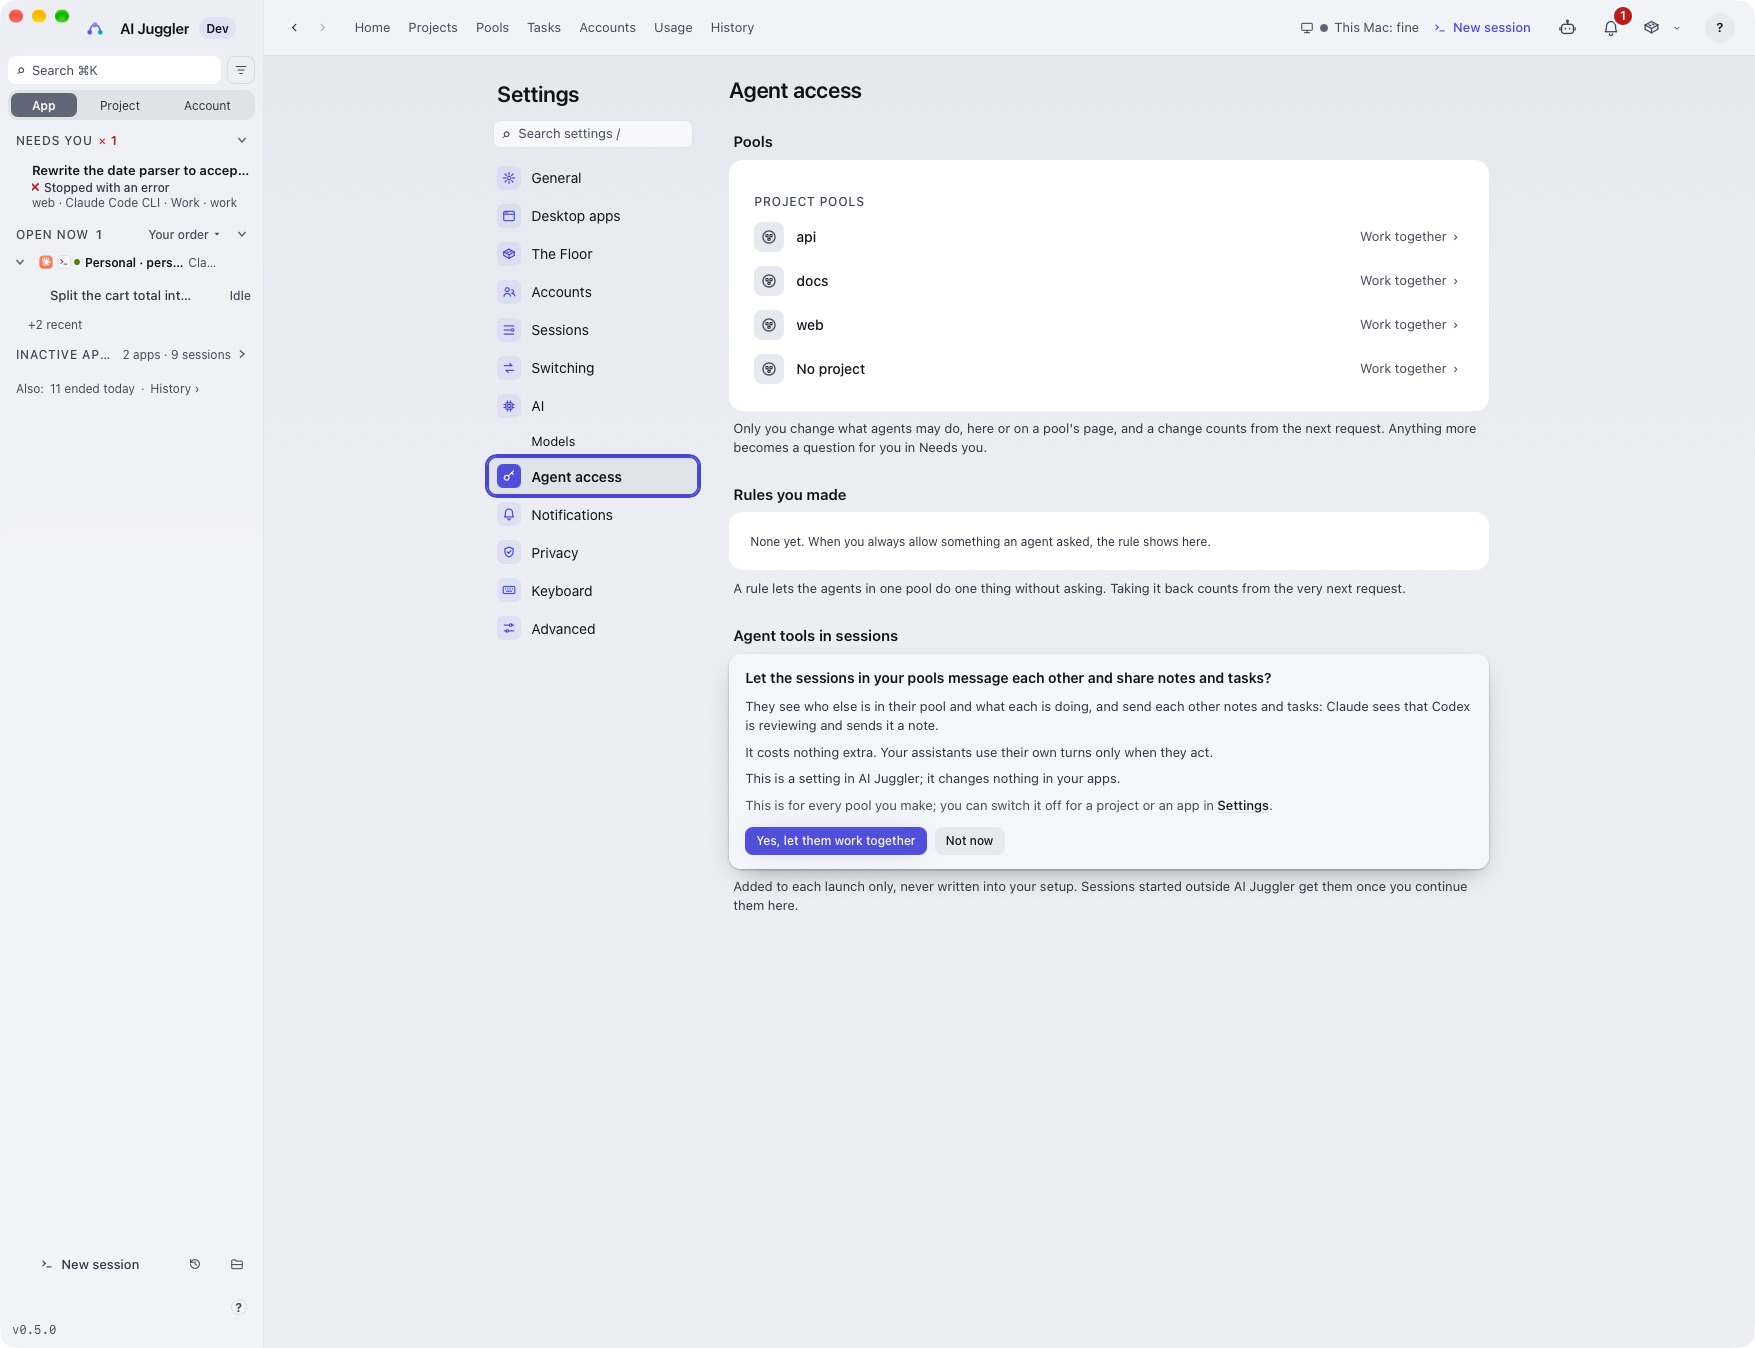 AI Juggler Dev
Search ⌘K
App Project Account
NEEDS YOU × 1
Rewrite the date parser to accep...
× Stopped with an error
web · Claude Code CLI · Work · work
OPEN NOW 1 Your order
Personal · pers... Cla...
Split the cart total int... Idle
+2 recent
INACTIVE AP... 2 apps · 9 sessions
Also: 11 ended today · History ›
New session
?
v0.5.0
‹ › Home Projects Pools Tasks Accounts Usage History This Mac: fine New session 1 ?
Settings
Search settings /
General
Desktop apps
The Floor
Accounts
Sessions
Switching
AI
Models
Agent access
Notifications
Privacy
Keyboard
Advanced
Agent access
Pools
PROJECT POOLS
api Work together ›
docs Work together ›
web Work together ›
No project Work together ›
Only you change what agents may do, here or on a pool's page, and a change counts from the next request. Anything more
becomes a question for you in Needs you.
Rules you made
None yet. When you always allow something an agent asked, the rule shows here.
A rule lets the agents in one pool do one thing without asking. Taking it back counts from the very next request.
Agent tools in sessions
Let the sessions in your pools message each other and share notes and tasks?
They see who else is in their pool and what each is doing, and send each other notes and tasks: Claude sees that Codex
is reviewing and sends it a note.
It costs nothing extra. Your assistants use their own turns only when they act.
This is a setting in AI Juggler; it changes nothing in your apps.
This is for every pool you make; you can switch it off for a project or an app in Settings.
Yes, let them work together Not now
Added to each launch only, never written into your setup. Sessions started outside AI Juggler get them once you continue
them here.